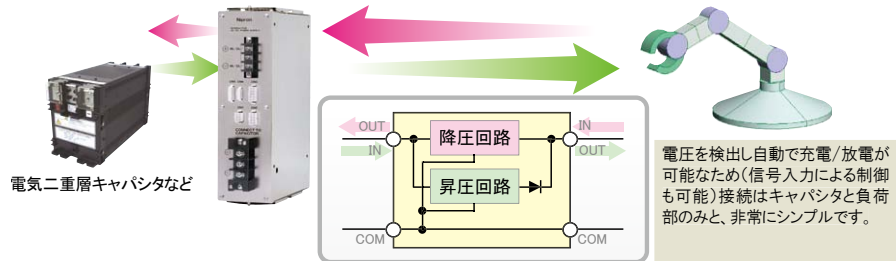 Nipron
CONNECT TO
CAPACITOR
電気二重層キャパシタなど
OUT
IN
降圧回路
IN
OUT
昇圧回路
COM
COM
電圧を検出し自動で充電/放電が
可能なため(信号入力による制御
も可能)接続はキャパシタと負荷
部のみと、非常にシンプルです。